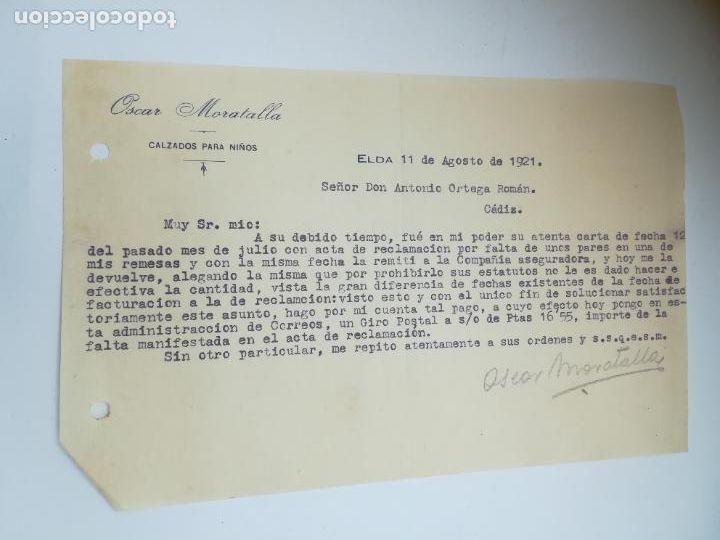 todocoleccion
Oscar Moratalla
CALZADOS PARA NIÑOS
ELDA 11 de Agosto de 1921.
Señor Don Antonio Ortega Román.
Cádiz.
Muy Sr. mio:
A su debido tiempo, fué en mi poder su atenta carta de fecha 12
del pasado mes de julio con acta de reclamacion por falta de unos pares en una de
mis remesas y con la misma fecha la remiti a la Compañia aseguradora, y hoy me la
devuelve, alegando la misma que por prohibirlo sus estatutos no le es dado hacer e
efectiva la cantidad, vista la gran diferencia de fechas existentes de la fecha de
facturacion a la de reclamcion:visto esto y con el unico fin de solucionar satisfac
toriamente este asunto, hago por mi cuenta tal pago, a cuyo efecto hoy pongo en es-
ta administraccion de Correos, un Giro Postal a s/o de Ptas 16'55, importe de la
falta manifestada en el acta de reclamación.
Sin otro particular, me repito atentamente a sus ordenes y s.s.q.e.s.m.
Oscar Moratalla